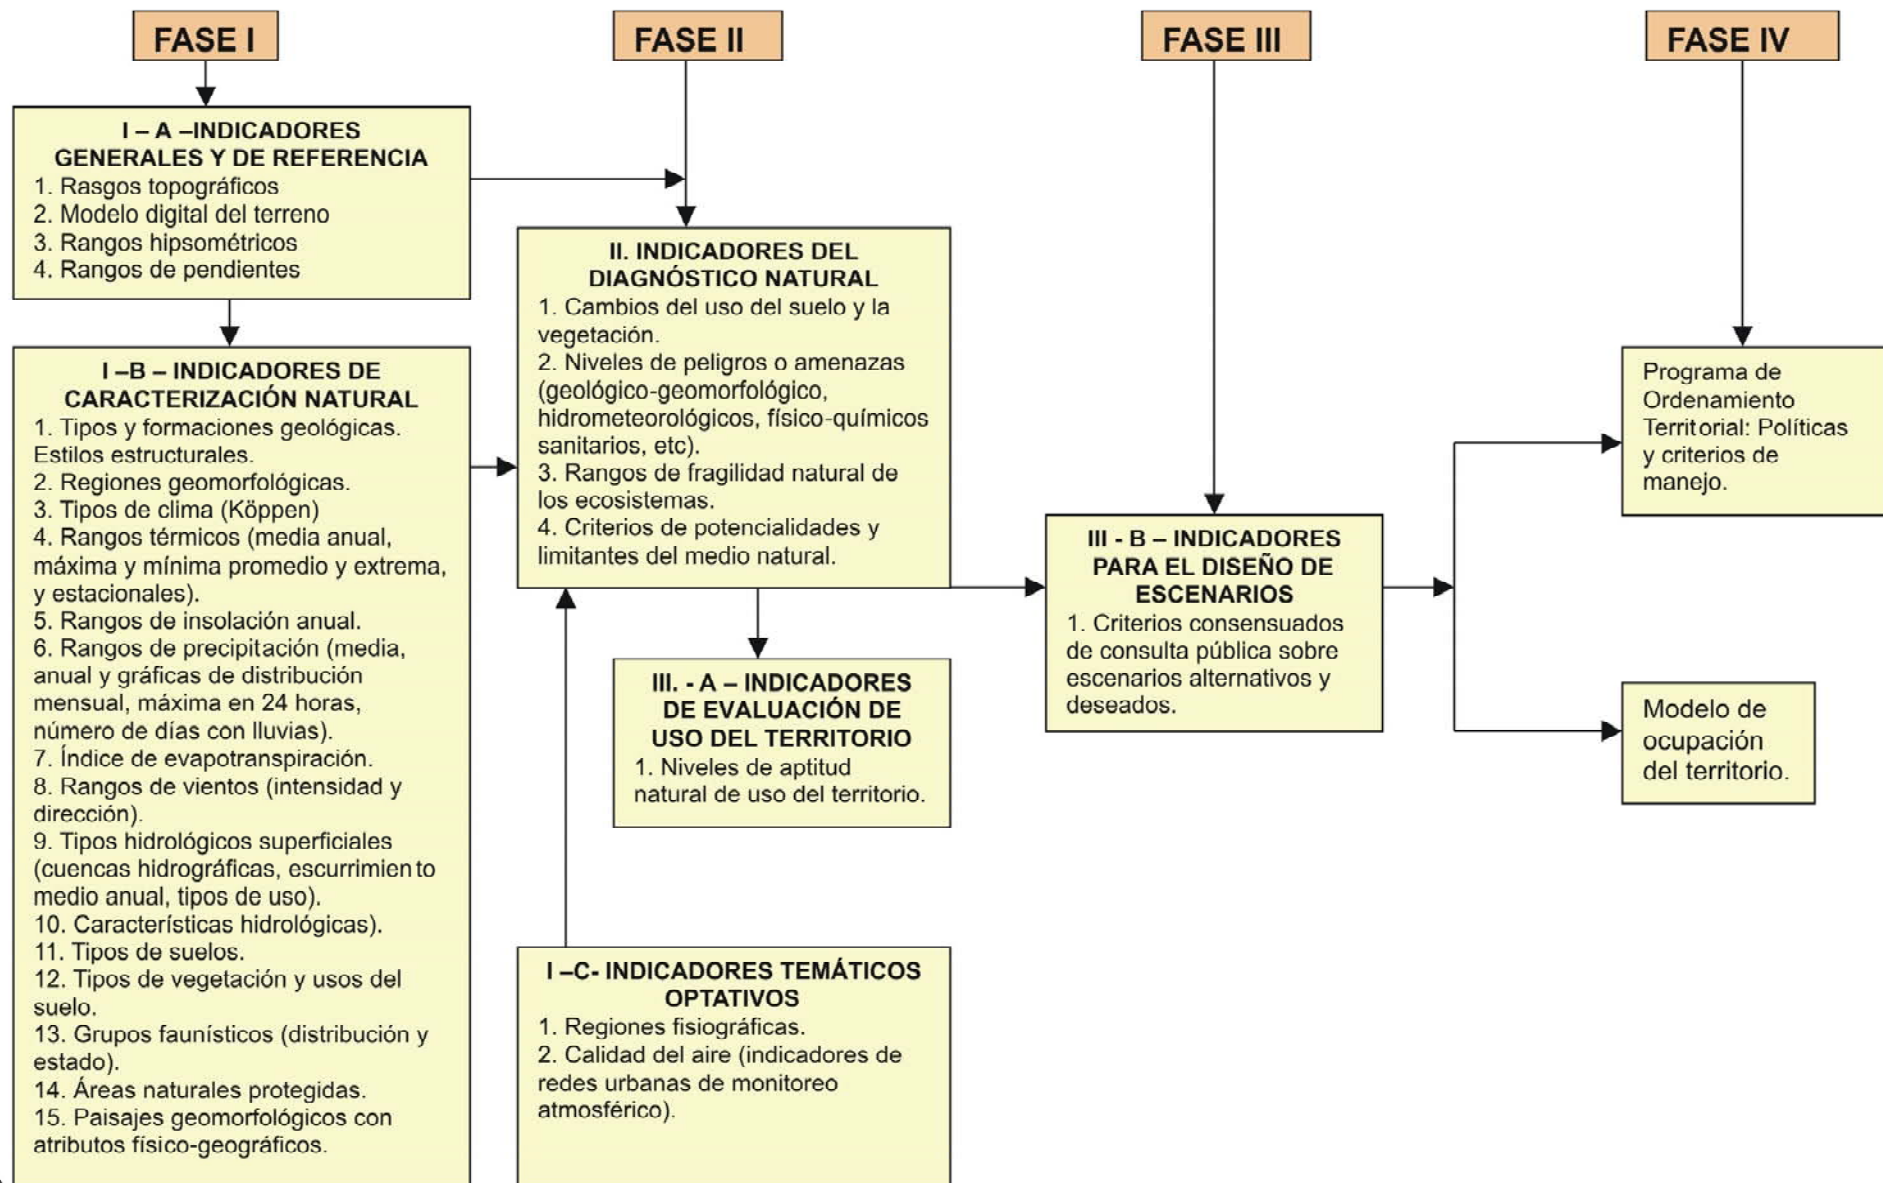 FASE I
FASE II
FASE III
FASE IV
I – A –INDICADORES
GENERALES Y DE REFERENCIA
1. Rasgos topográficos
2. Modelo digital del terreno
3. Rangos hipsométricos
4. Rangos de pendientes
I –B – INDICADORES DE
CARACTERIZACIÓN NATURAL
1. Tipos y formaciones geológicas.
Estilos estructurales.
2. Regiones geomorfológicas.
3. Tipos de clima (Köppen)
4. Rangos térmicos (media anual,
máxima y mínima promedio y extrema,
y estacionales).
5. Rangos de insolación anual.
6. Rangos de precipitación (media,
anual y gráficas de distribución
mensual, máxima en 24 horas,
número de días con lluvias).
7. Índice de evapotranspiración.
8. Rangos de vientos (intensidad y
dirección).
9. Tipos hidrológicos superficiales
(cuencas hidrográficas, escurrimiento
medio anual, tipos de uso).
10. Características hidrológicas).
11. Tipos de suelos.
12. Tipos de vegetación y usos del
suelo.
13. Grupos faunísticos (distribución y
estado).
14. Áreas naturales protegidas.
15. Paisajes geomorfológicos con
atributos físico-geográficos.
II. INDICADORES DEL
DIAGNÓSTICO NATURAL
1. Cambios del uso del suelo y la
vegetación.
2. Niveles de peligros o amenazas
(geológico-geomorfológico,
hidrometeorológicos, físico-químicos
sanitarios, etc).
3. Rangos de fragilidad natural de
los ecosistemas.
4. Criterios de potencialidades y
limitantes del medio natural.
III. - A – INDICADORES
DE EVALUACIÓN DE
USO DEL TERRITORIO
1. Niveles de aptitud
natural de uso del territorio.
I –C- INDICADORES TEMÁTICOS
OPTATIVOS
1. Regiones fisiográficas.
2. Calidad del aire (indicadores de
redes urbanas de monitoreo
atmosférico).
III - B – INDICADORES
PARA EL DISEÑO DE
ESCENARIOS
1. Criterios consensuados
de consulta pública sobre
escenarios alternativos y
deseados.
Programa de
Ordenamiento
Territorial: Políticas
y criterios de
manejo.
Modelo de
ocupación
del territorio.